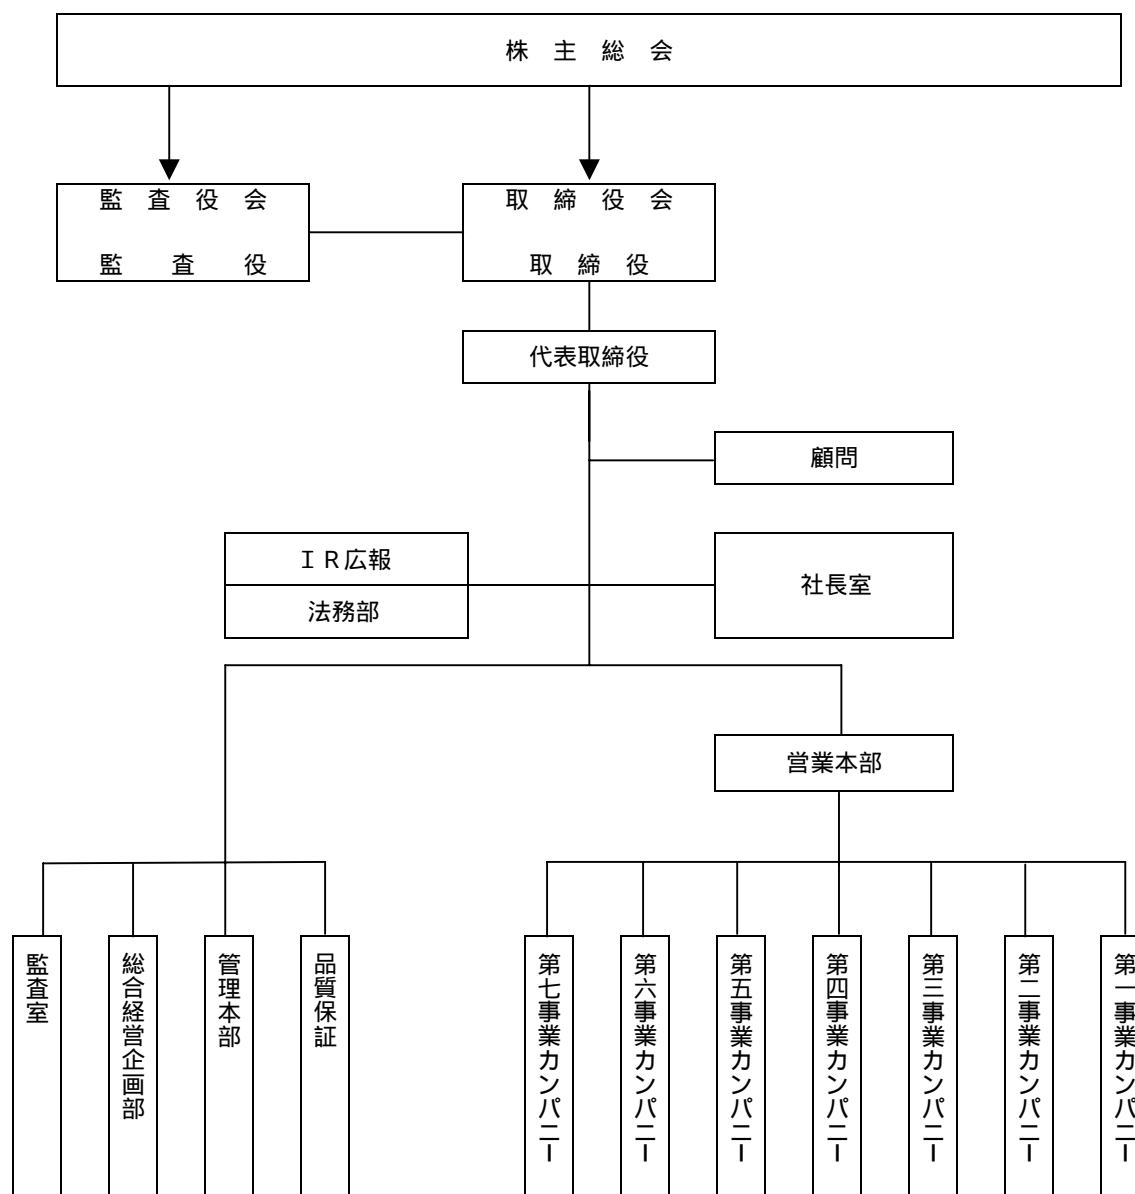 株　主　総　会
監　査　役　会
監　　査　　役
取　締　役　会
取　締　役
代表取締役
顧問
ＩＲ広報
法務部
社長室
営業本部
監査室
総合経営企画部
管理本部
品質保証
第七事業カンパニー
第六事業カンパニー
第五事業カンパニー
第四事業カンパニー
第三事業カンパニー
第二事業カンパニー
第一事業カンパニー